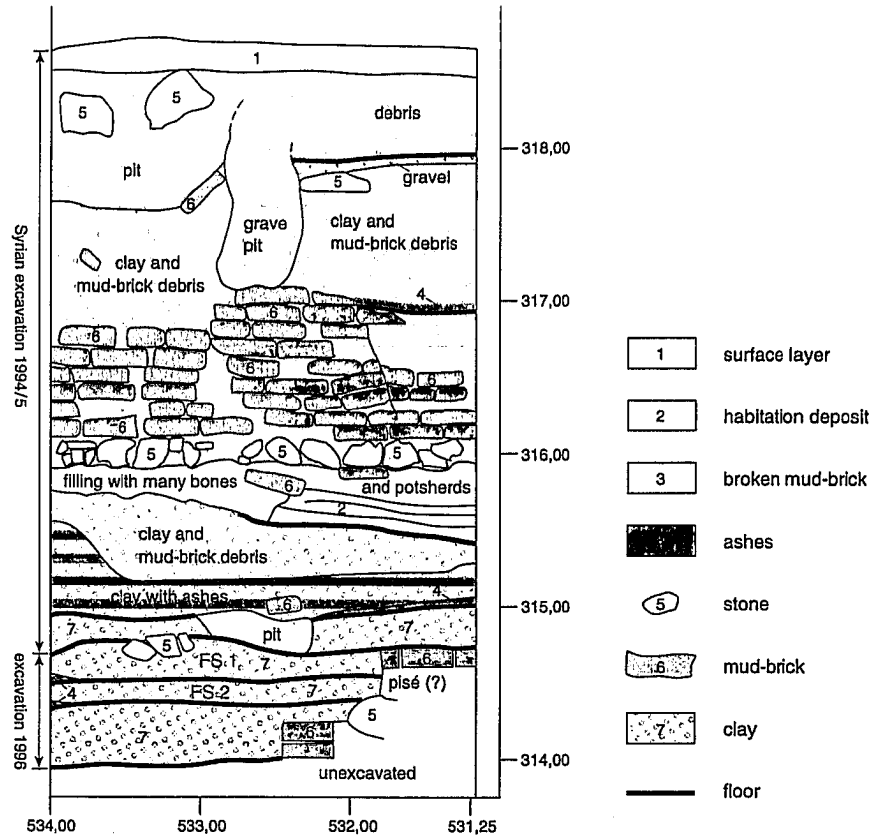 1
5
5
debris
318,00
pit
gravel
5
6
grave
pit
clay and
mud-brick debris
clay and
mud-brick debris
4
317,00
6
6
6
6
6
316,00
5
5
5
filling with many bones
6
and potsherds
2
clay and
mud-brick debris
clay with ashes
6
4
315,00
7
pit
7
5
FS-1
7
6
pisé (?)
4
FS-2
7
5
7
6
314,00
unexcavated
534,00
533,00
532,00
531,25
Syrian excavation 1994/5
excavation 1996
1 surface layer
2 habitation deposit
3 broken mud-brick
ashes
5 stone
6 mud-brick
7 clay
floor